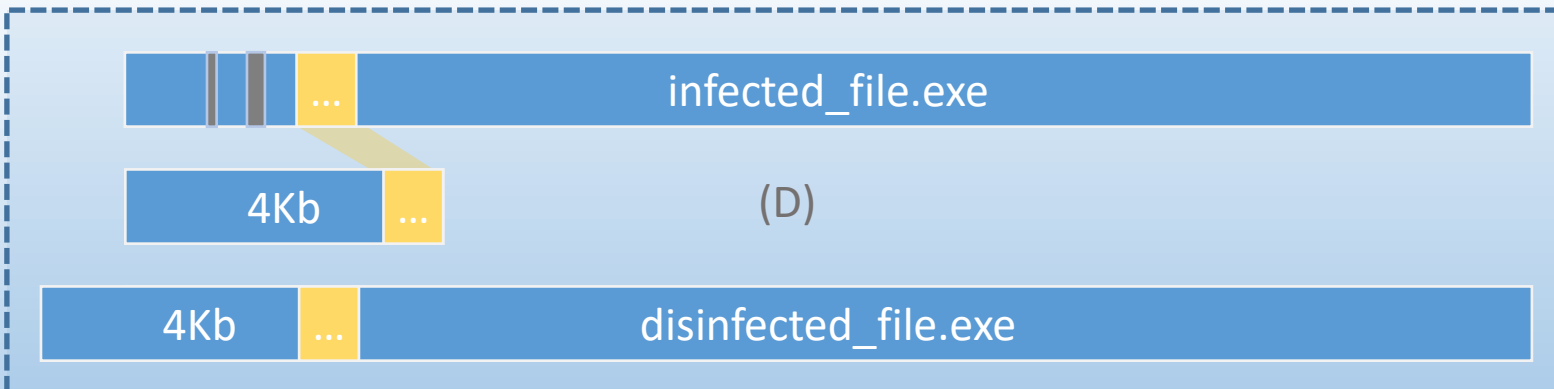 ... infected_file.exe
4Kb ... (D)
4Kb ... disinfected_file.exe